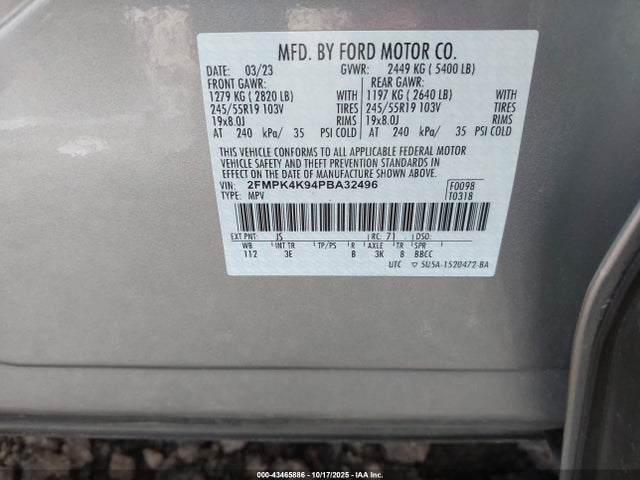 MFD. BY FORD MOTOR CO.
DATE: 03/23 GVWR: 2449 KG ( 5400 LB)
FRONT GAWR: REAR GAWR:
1279 KG ( 2820 LB) WITH 1197 KG ( 2640 LB) WITH
245/55R19 103V TIRES 245/55R19 103V TIRES
19x8.0J RIMS 19x8.0J RIMS
AT 240 kPa/ 35 PSI COLD AT 240 kPa/ 35 PSI COLD
THIS VEHICLE CONFORMS TO ALL APPLICABLE FEDERAL MOTOR
VEHICLE SAFETY AND THEFT PREVENTION STANDARDS IN
EFFECT ON THE DATE OF MANUFACTURE SHOWN ABOVE.
VIN: 2FMPK4K94PBA32496 F0098
TYPE: MPV T0318
EXT PNT: JS RC: 71 DSO:
WB INT TR TP/PS R AXLE TR SPR
112 3E B 3K B BBCC
UTC 5U5A-1520472-BA
000-43465886 10/17/2025 IAA Inc.